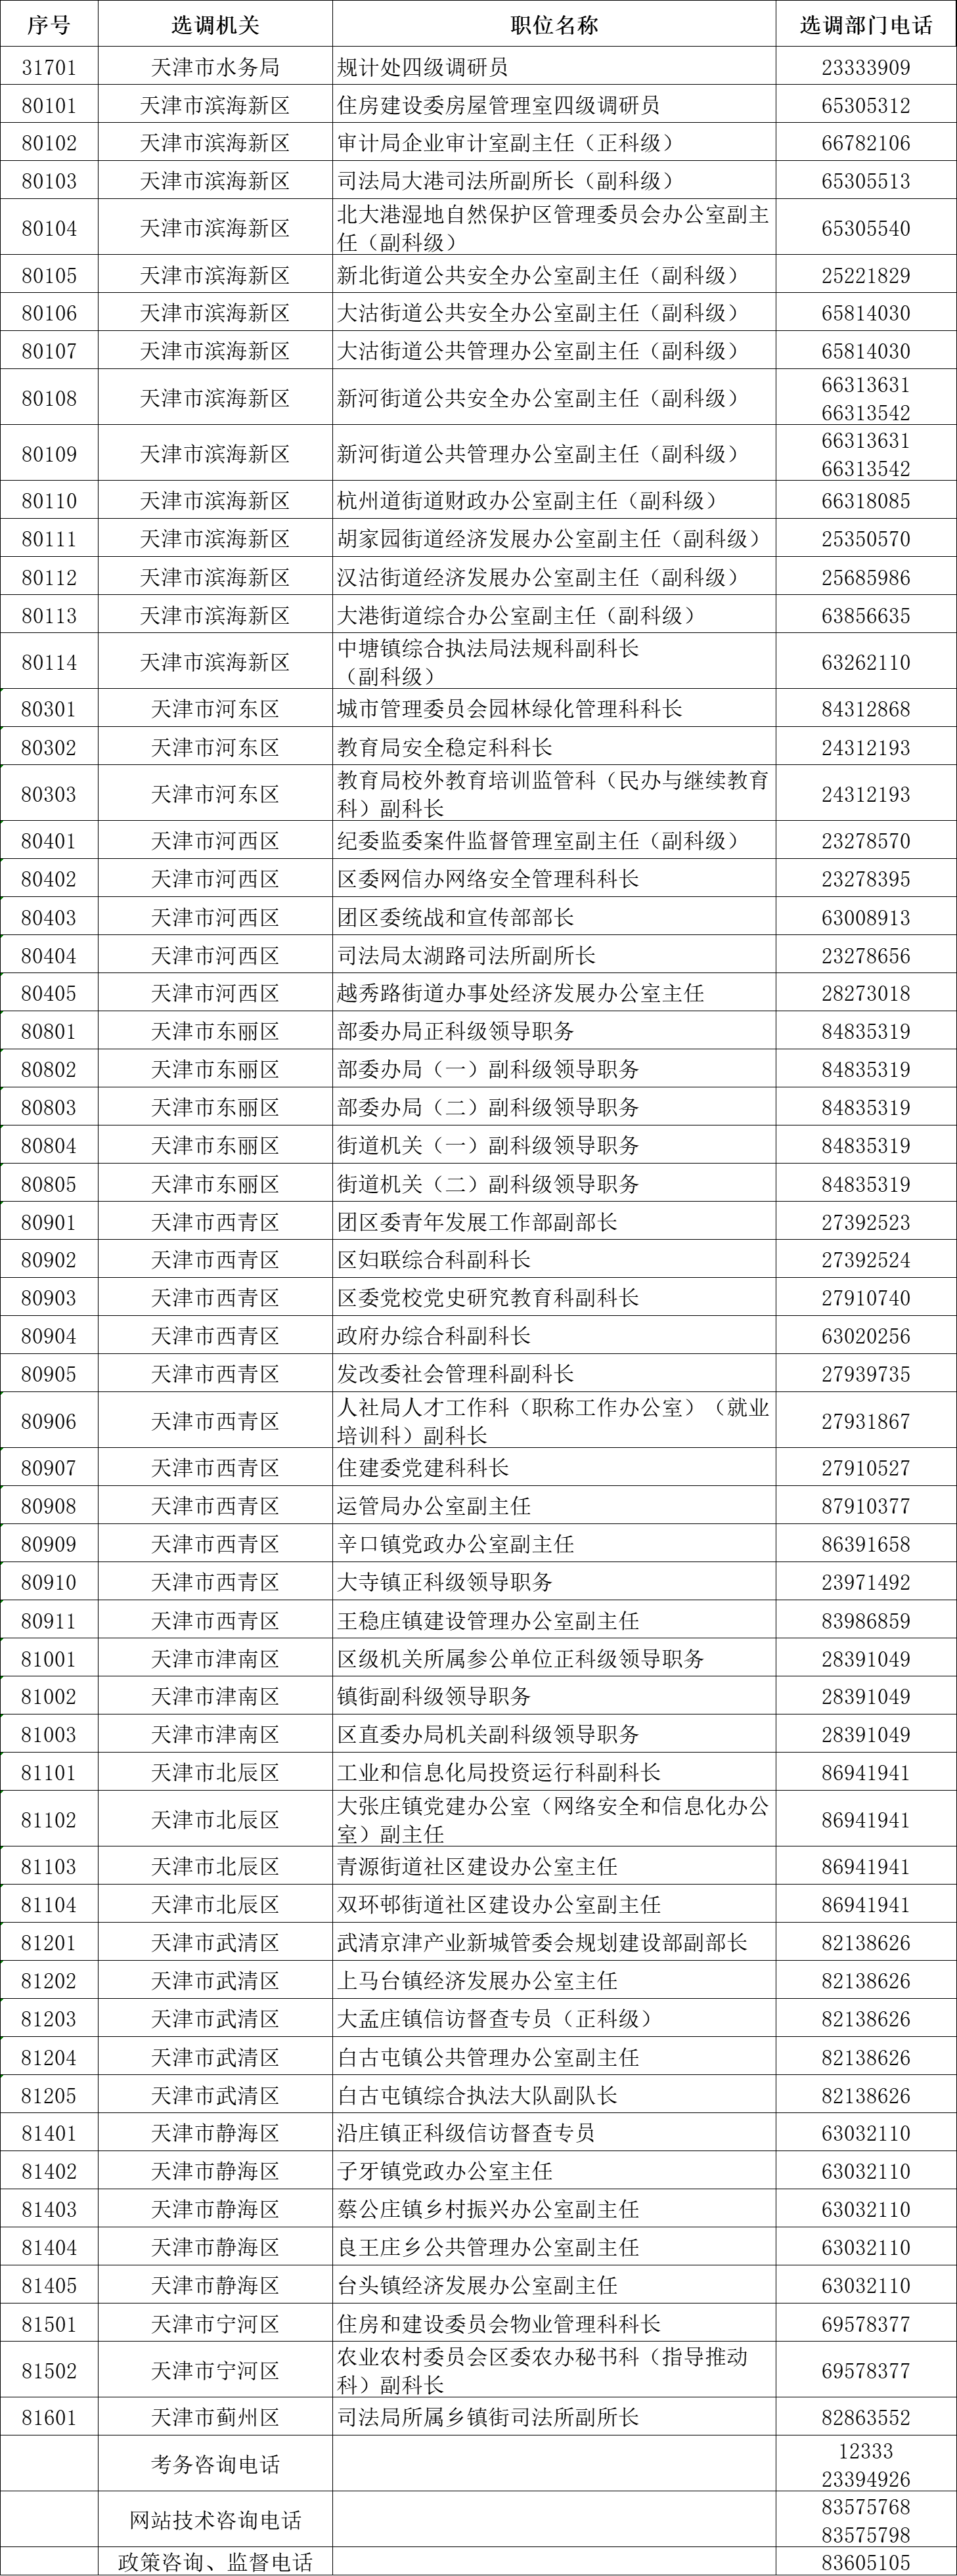 序号 选调机关 职位名称 选调部门电话
31701 天津市水务局 规计处四级调研员 23333909
80101 天津市滨海新区 住房建设委房屋管理室四级调研员 65305312
80102 天津市滨海新区 审计局企业审计室副主任（正科级） 66782106
80103 天津市滨海新区 司法局大港司法所副所长（副科级） 65305513
80104 天津市滨海新区 北大港湿地自然保护区管理委员会办公室副主
任（副科级） 65305540
80105 天津市滨海新区 新北街道公共安全办公室副主任（副科级） 25221829
80106 天津市滨海新区 大沽街道公共安全办公室副主任（副科级） 65814030
80107 天津市滨海新区 大沽街道公共管理办公室副主任（副科级） 65814030
80108 天津市滨海新区 新河街道公共安全办公室副主任（副科级） 66313631
66313542
80109 天津市滨海新区 新河街道公共管理办公室副主任（副科级） 66313631
66313542
80110 天津市滨海新区 杭州道街道财政办公室副主任（副科级） 66318085
80111 天津市滨海新区 胡家园街道经济发展办公室副主任（副科级） 25350570
80112 天津市滨海新区 汉沽街道经济发展办公室副主任（副科级） 25685986
80113 天津市滨海新区 大港街道综合办公室副主任（副科级） 63856635
80114 天津市滨海新区 中塘镇综合执法局法规科副科长
（副科级） 63262110
80301 天津市河东区 城市管理委员会园林绿化管理科科长 84312868
80302 天津市河东区 教育局安全稳定科科长 24312193
80303 天津市河东区 教育局校外教育培训监管科（民办与继续教育
科）副科长 24312193
80401 天津市河西区 纪委监委案件监督管理室副主任（副科级） 23278570
80402 天津市河西区 区委网信办网络安全管理科科长 23278395
80403 天津市河西区 团区委统战和宣传部部长 63008913
80404 天津市河西区 司法局太湖路司法所副所长 23278656
80405 天津市河西区 越秀路街道办事处经济发展办公室主任 28273018
80801 天津市东丽区 部委办局正科级领导职务 84835319
80802 天津市东丽区 部委办局（一）副科级领导职务 84835319
80803 天津市东丽区 部委办局（二）副科级领导职务 84835319
80804 天津市东丽区 街道机关（一）副科级领导职务 84835319
80805 天津市东丽区 街道机关（二）副科级领导职务 84835319
80901 天津市西青区 团区委青年发展工作部副部长 27392523
80902 天津市西青区 区妇联综合科副科长 27392524
80903 天津市西青区 区委党校党史研究教育科副科长 27910740
80904 天津市西青区 政府办综合科副科长 63020256
80905 天津市西青区 发改委社会管理科副科长 27939735
80906 天津市西青区 人社局人才工作科（职称工作办公室）（就业
培训科）副科长 27931867
80907 天津市西青区 住建委党建科科长 27910527
80908 天津市西青区 运管局办公室副主任 87910377
80909 天津市西青区 辛口镇党政办公室副主任 86391658
80910 天津市西青区 大寺镇正科级领导职务 23971492
80911 天津市西青区 王稳庄镇建设管理办公室副主任 83986859
81001 天津市津南区 区级机关所属参公单位正科级领导职务 28391049
81002 天津市津南区 镇街副科级领导职务 28391049
81003 天津市津南区 区直委办局机关副科级领导职务 28391049
81101 天津市北辰区 工业和信息化局投资运行科副科长 86941941
81102 天津市北辰区 大张庄镇党建办公室（网络安全和信息化办公
室）副主任 86941941
81103 天津市北辰区 青源街道社区建设办公室主任 86941941
81104 天津市北辰区 双环邨街道社区建设办公室副主任 86941941
81201 天津市武清区 武清京津产业新城管委会规划建设部副部长 82138626
81202 天津市武清区 上马台镇经济发展办公室主任 82138626
81203 天津市武清区 大孟庄镇信访督查专员（正科级） 82138626
81204 天津市武清区 白古屯镇公共管理办公室副主任 82138626
81205 天津市武清区 白古屯镇综合执法大队副队长 82138626
81401 天津市静海区 沿庄镇正科级信访督查专员 63032110
81402 天津市静海区 子牙镇党政办公室主任 63032110
81403 天津市静海区 蔡公庄镇乡村振兴办公室副主任 63032110
81404 天津市静海区 良王庄乡公共管理办公室副主任 63032110
81405 天津市静海区 台头镇经济发展办公室副主任 63032110
81501 天津市宁河区 住房和建设委员会物业管理科科长 69578377
81502 天津市宁河区 农业农村委员会区委农办秘书科（指导推动
科）副科长 69578377
81601 天津市蓟州区 司法局所属乡镇街司法所副所长 82863552
考务咨询电话 12333
23394926
网站技术咨询电话 83575768
83575798
政策咨询、监督电话 83605105